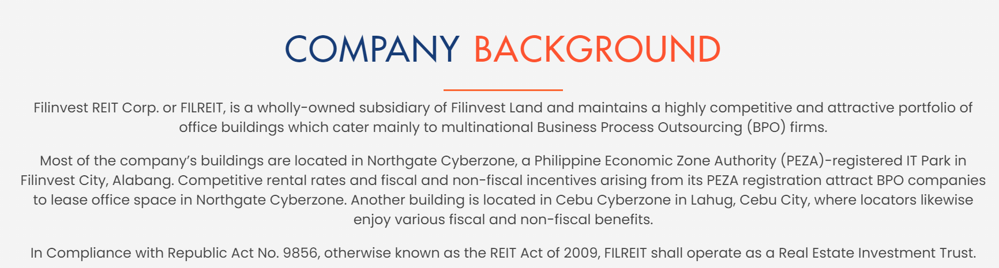 COMPANY BACKGROUND
Filinvest REIT Corp. or FILREIT, is a wholly-owned subsidiary of Filinvest Land and maintains a highly competitive and attractive portfolio of
office buildings which cater mainly to multinational Business Process Outsourcing (BPO) firms.
Most of the company’s buildings are located in Northgate Cyberzone, a Philippine Economic Zone Authority (PEZA)-registered IT Park in
Filinvest City, Alabang. Competitive rental rates and fiscal and non-fiscal incentives arising from its PEZA registration attract BPO companies
to lease office space in Northgate Cyberzone. Another building is located in Cebu Cyberzone in Lahug, Cebu City, where locators likewise
enjoy various fiscal and non-fiscal benefits.
In Compliance with Republic Act No. 9856, otherwise known as the REIT Act of 2009, FILREIT shall operate as a Real Estate Investment Trust.